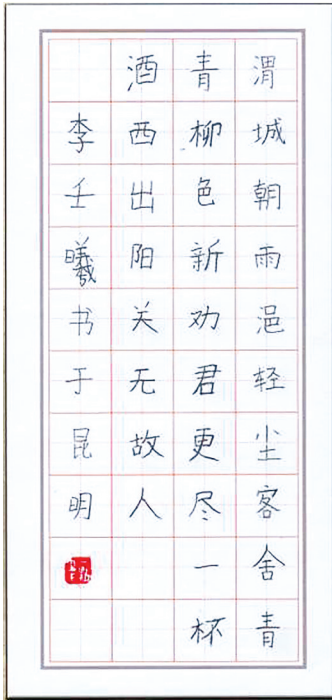 渭城朝雨浥轻尘客舍青
青柳色新劝君更尽一杯
酒西出阳关无故人
李壬曦书于昆明